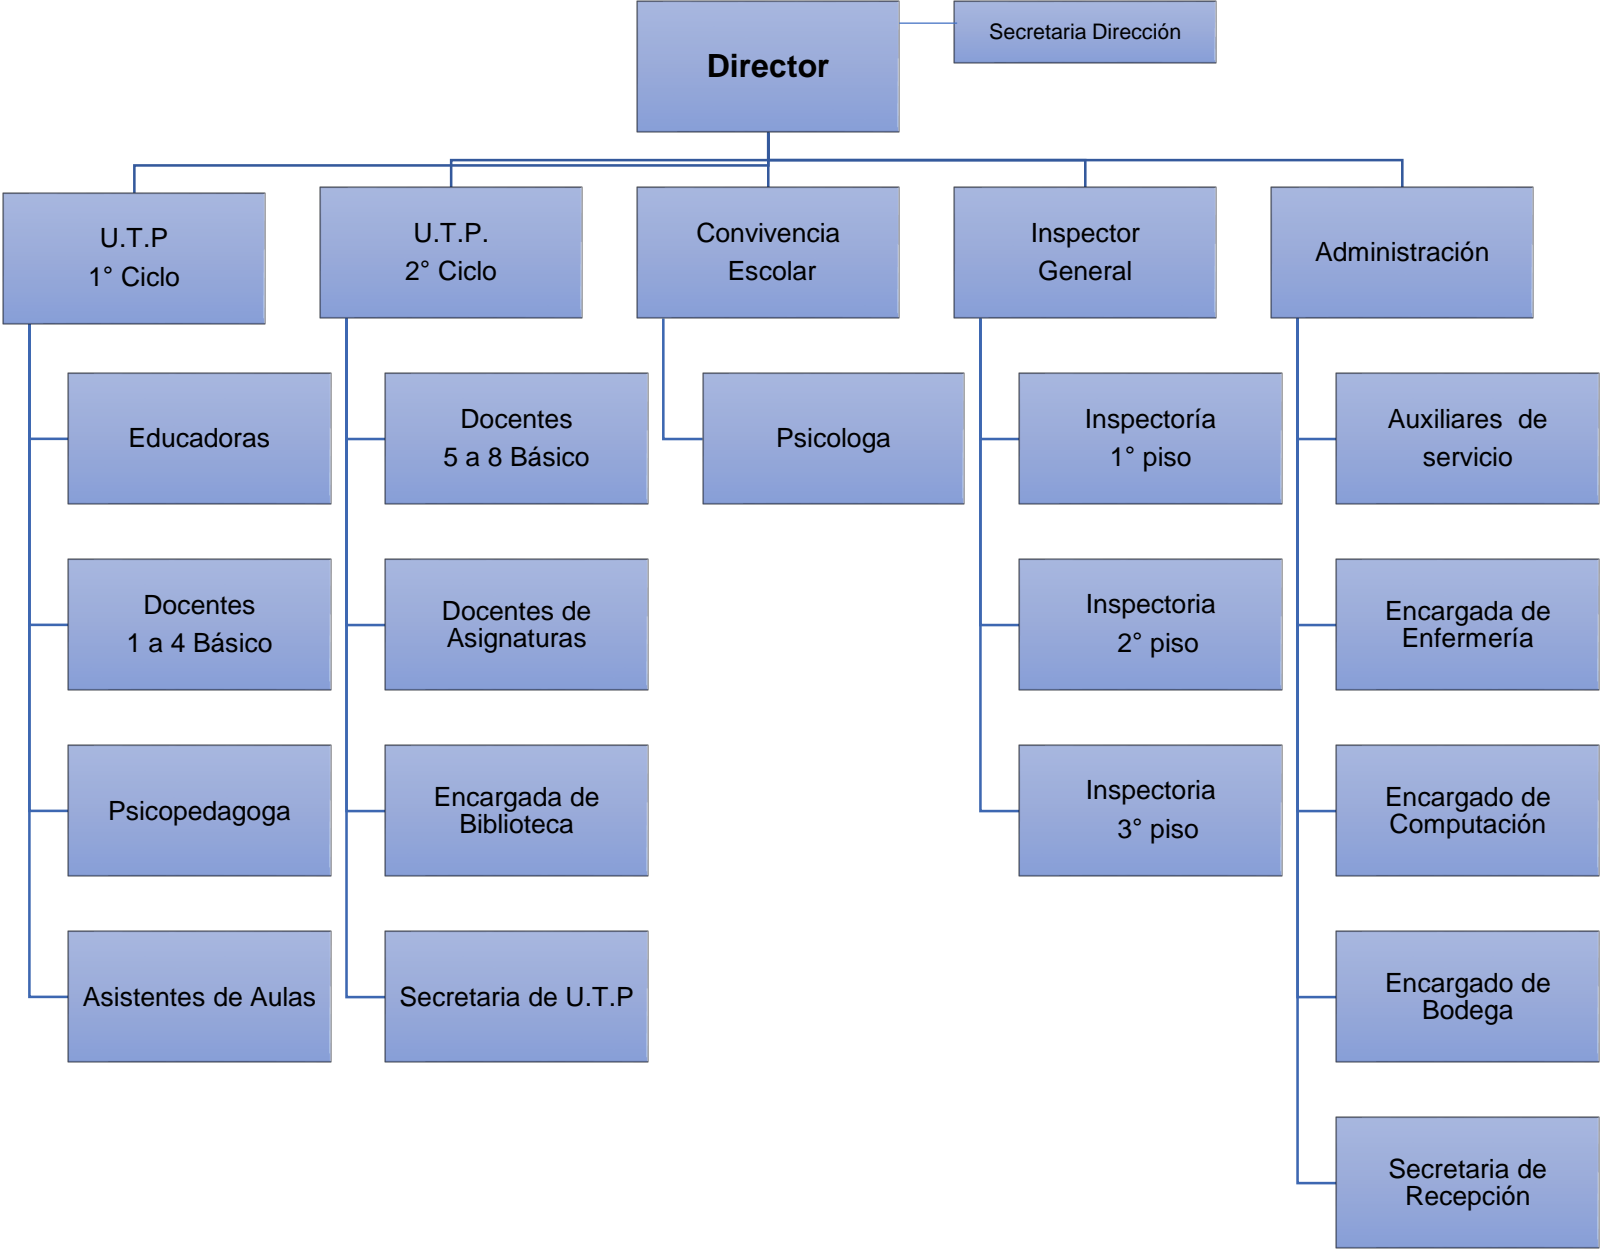 Director
Secretaria Dirección
U.T.P
1° Ciclo
U.T.P.
2° Ciclo
Convivencia
Escolar
Inspector
General
Administración
Educadoras
Docentes
1 a 4 Básico
Psicopedagoga
Asistentes de Aulas
Docentes
5 a 8 Básico
Docentes de
Asignaturas
Encargada de
Biblioteca
Secretaria de U.T.P
Psicologa
Inspectoría
1° piso
Inspectoria
2° piso
Inspectoria
3° piso
Auxiliares de
servicio
Encargada de
Enfermería
Encargado de
Computación
Encargado de
Bodega
Secretaria de
Recepción